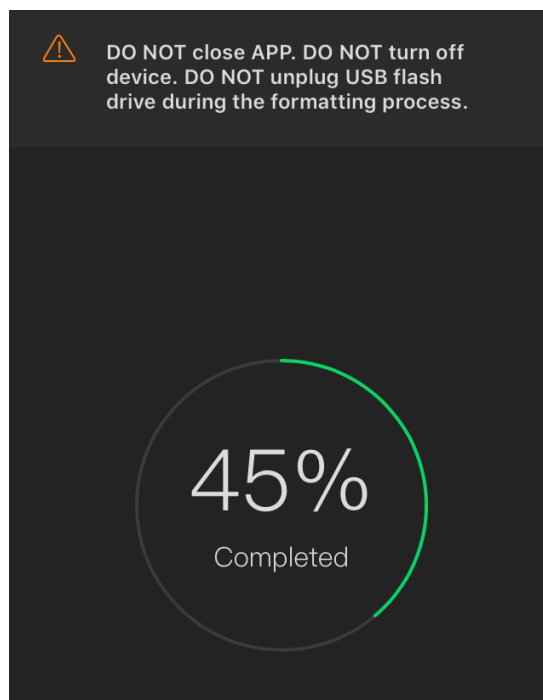 DO NOT close APP. DO NOT turn off
device. DO NOT unplug USB flash
drive during the formatting process.
45%
Completed